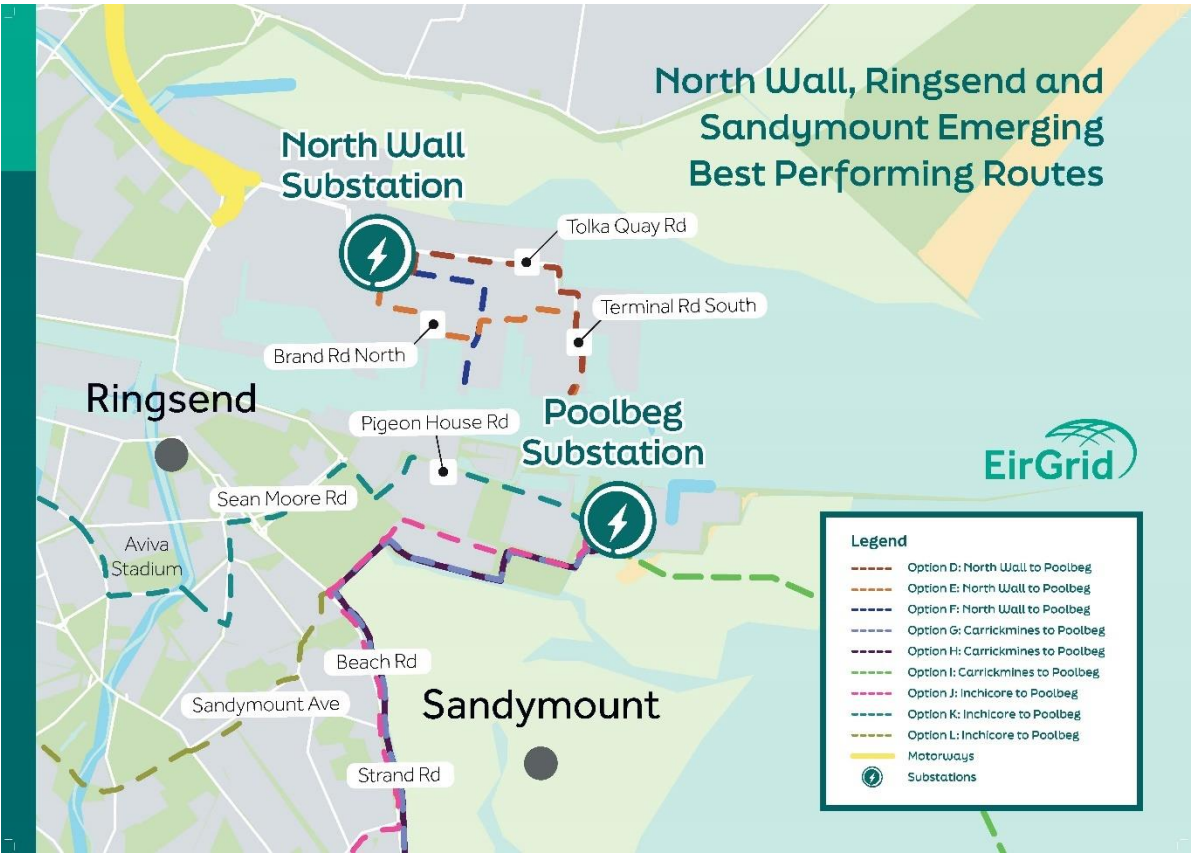 North Wall, Ringsend and
Sandymount Emerging
Best Performing Routes
North Wall
Substation
Tolka Quay Rd
Terminal Rd South
Brand Rd North
Ringsend
Poolbeg
Substation
Pigeon House Rd
Sean Moore Rd
EirGrid
Aviva
Stadium
Beach Rd
Sandymount Ave
Sandymount
Strand Rd
Legend
Option D: North Wall to Poolbeg
Option E: North Wall to Poolbeg
Option F: North Wall to Poolbeg
Option G: Carrickmines to Poolbeg
Option H: Carrickmines to Poolbeg
Option I: Carrickmines to Poolbeg
Option J: Inchicore to Poolbeg
Option K: Inchicore to Poolbeg
Option L: Inchicore to Poolbeg
Motorways
Substations